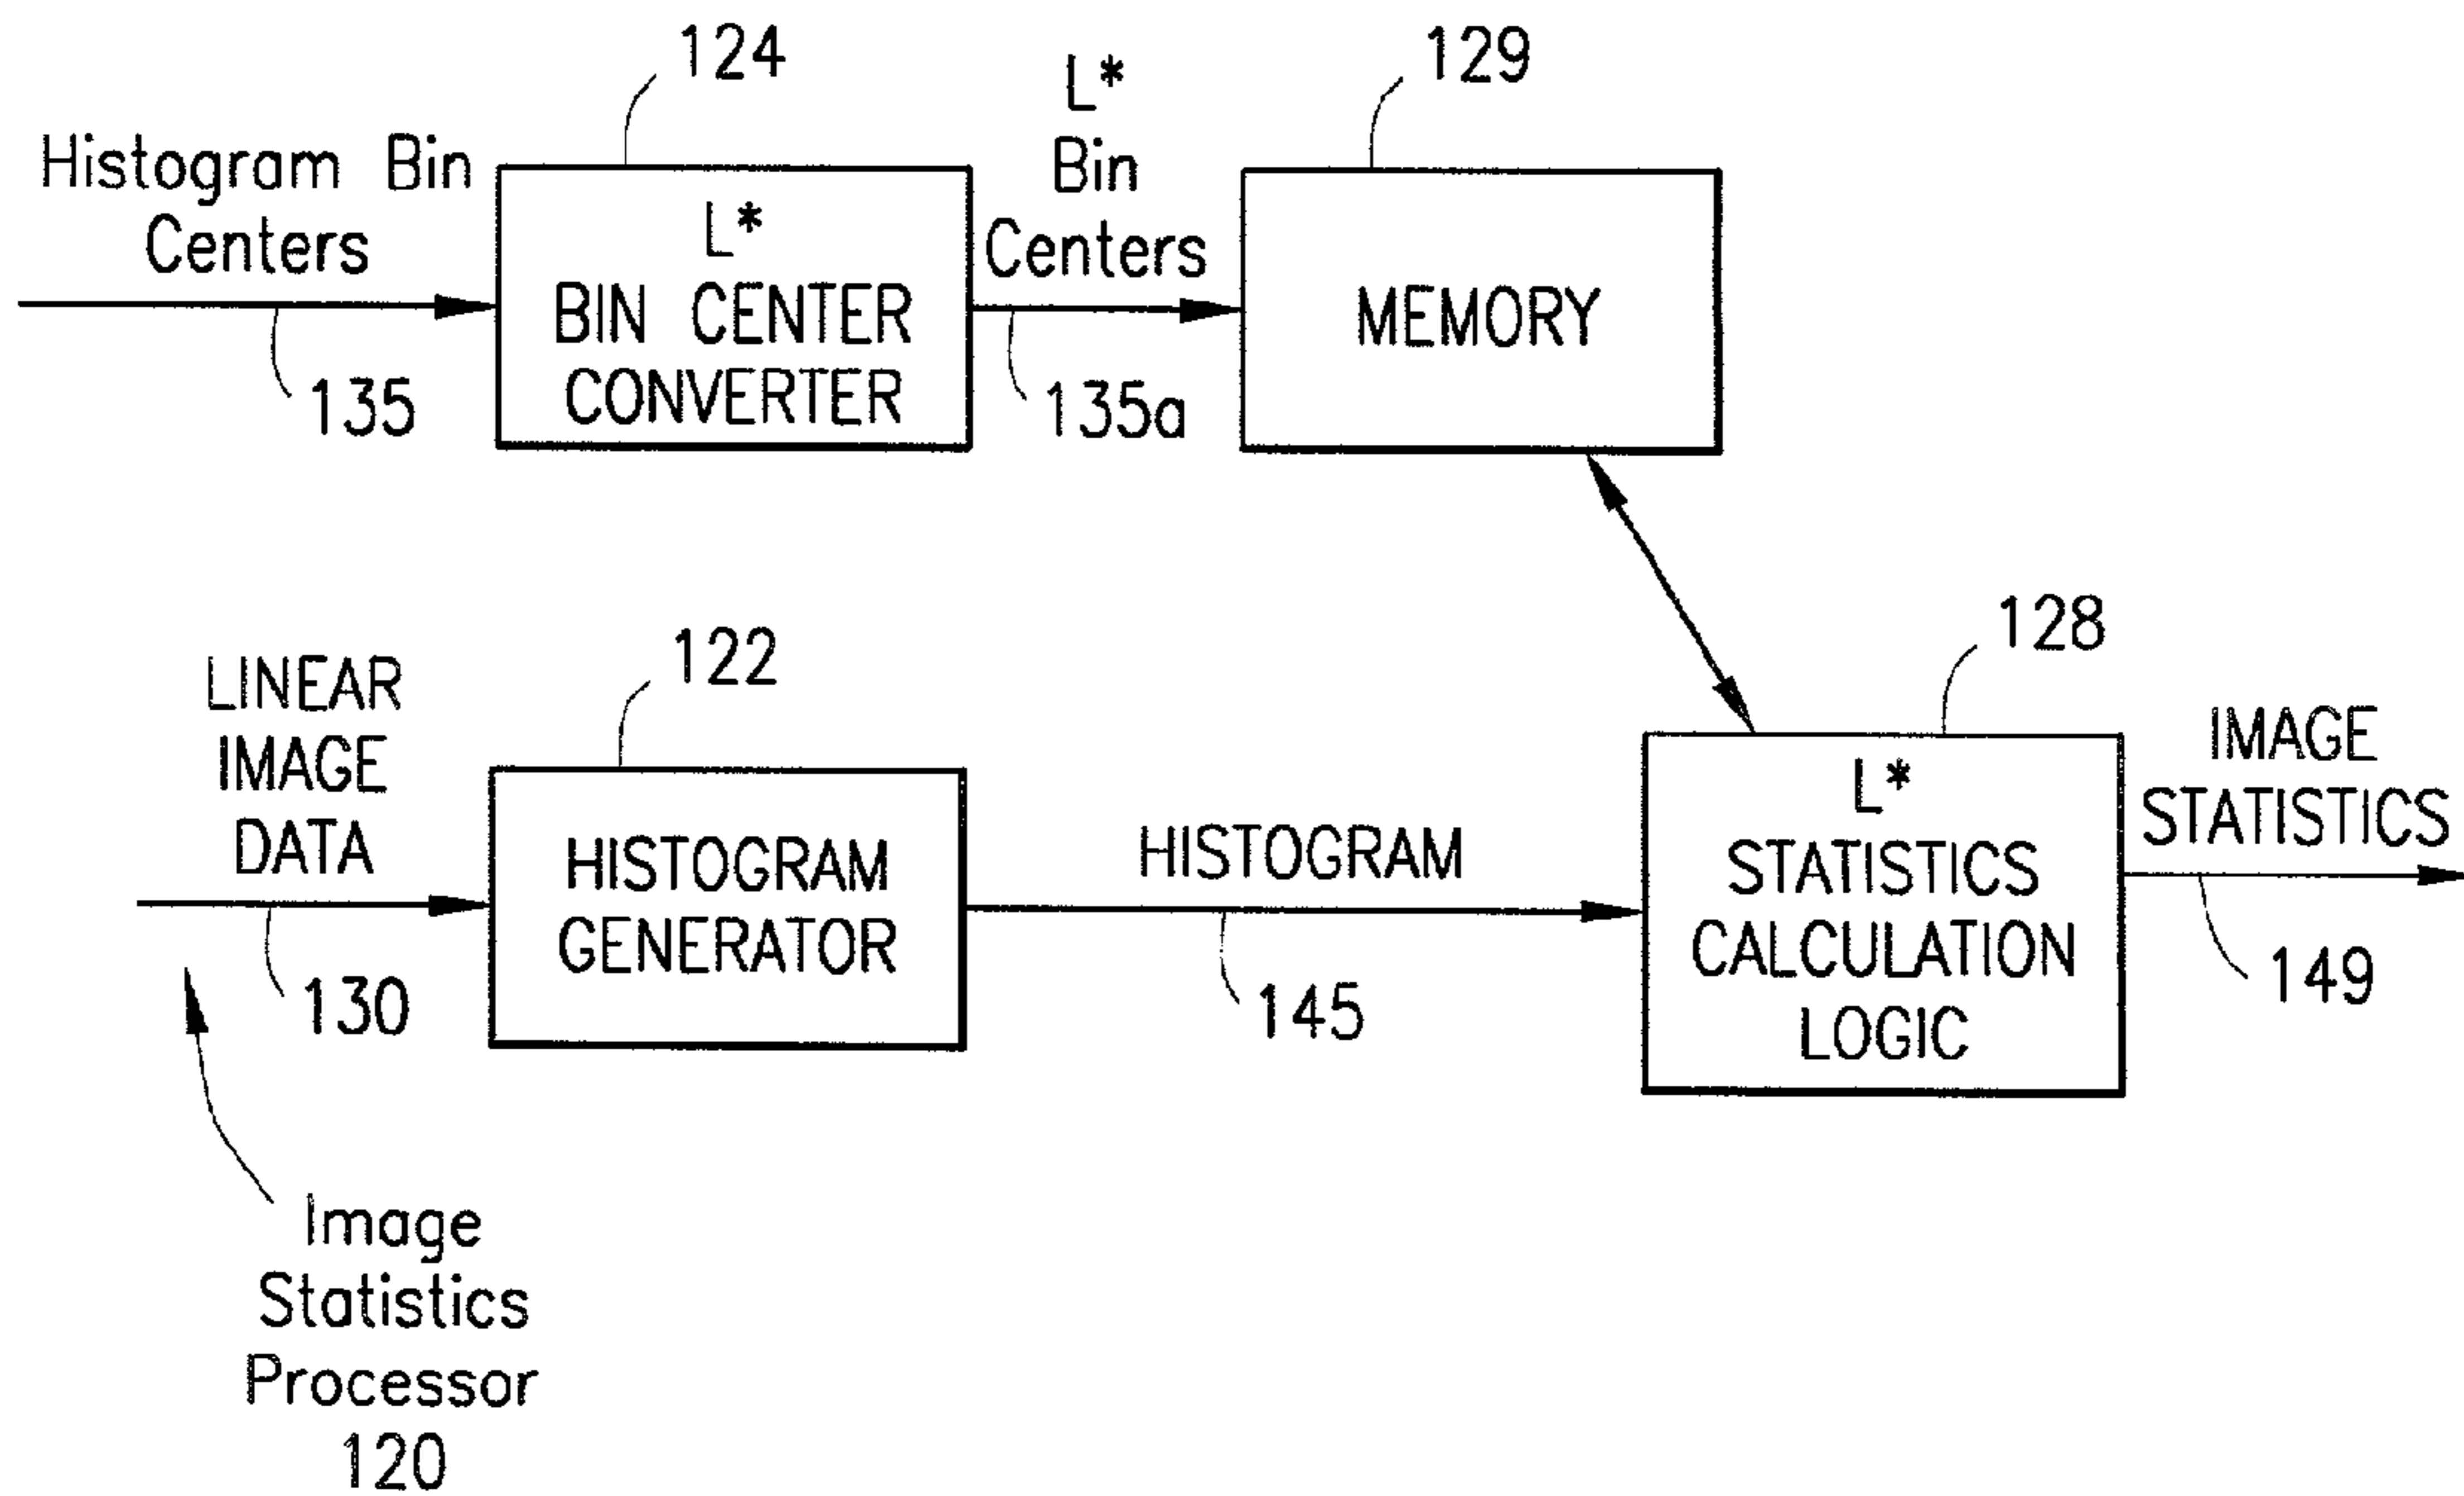 124
Histogram Bin
Centers
135
L*
BIN CENTER
CONVERTER
L*
Bin
Centers
135a
129
MEMORY
LINEAR
IMAGE
DATA
130
122
HISTOGRAM
GENERATOR
HISTOGRAM
145
128
L*
STATISTICS
CALCULATION
LOGIC
IMAGE
STATISTICS
149
Image
Statistics
Processor
120